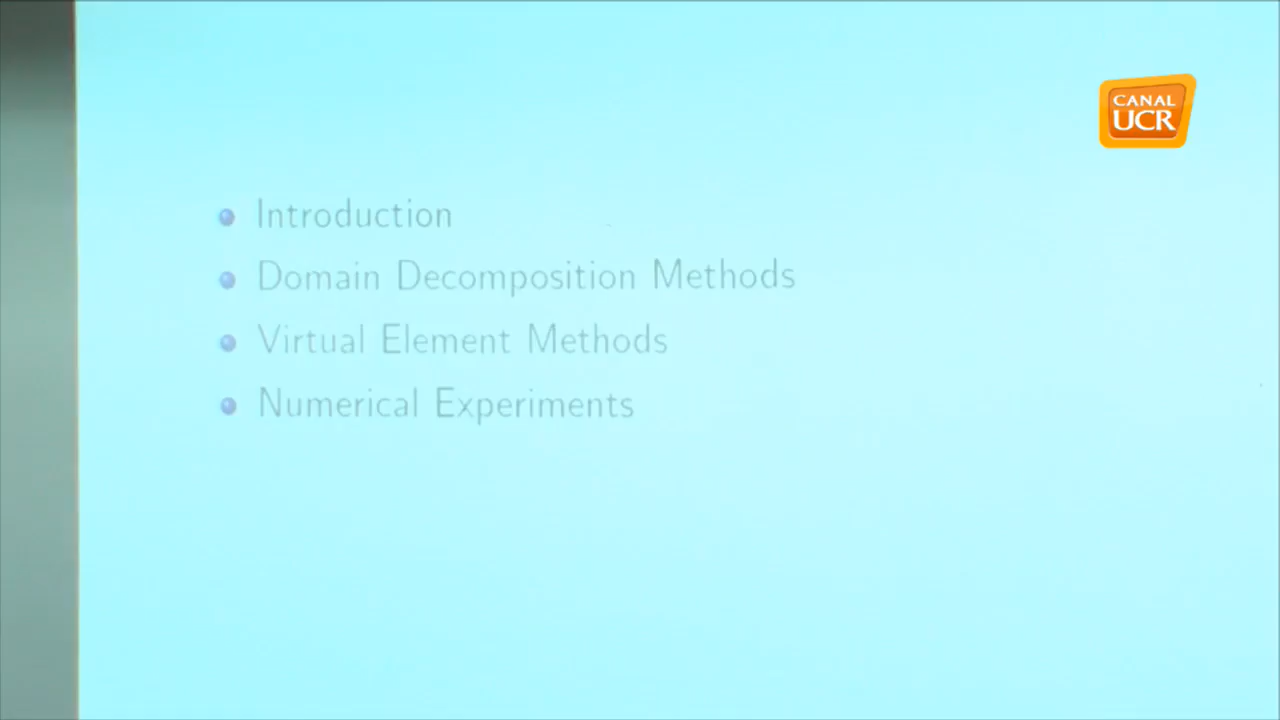 CANAL
UCR
Introduction
Domain Decomposition Methods
Virtual Element Methods
Numerical Experiments